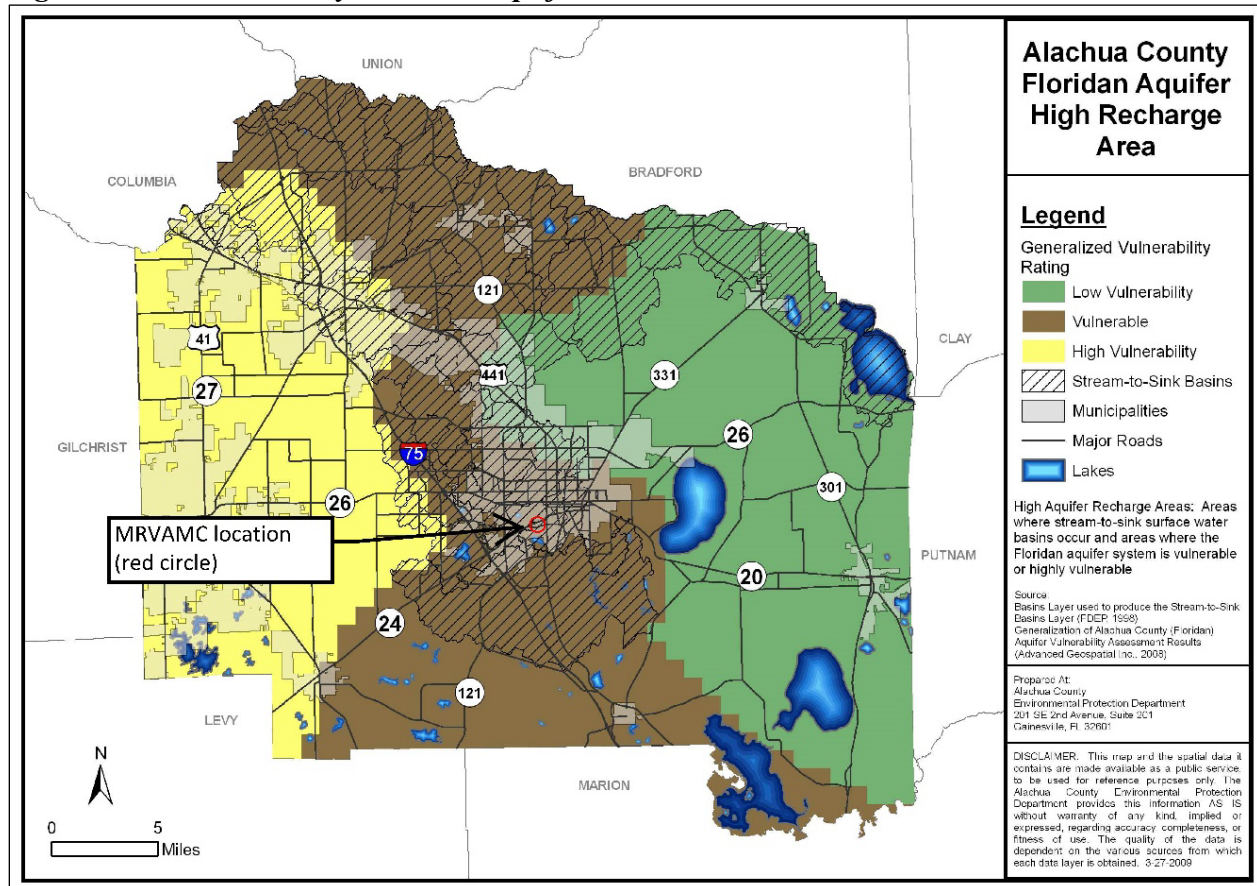 UNION
COLUMBIA
BRADFORD
121
CLAY
41
441
331
27
GILCHRIST
75
26
26
301
MRVAMC location
(red circle)
PUTNAM
20
24
121
LEVY
N
MARION
0 5
Miles
Alachua County
Floridan Aquifer
High Recharge
Area
Legend
Generalized Vulnerability
Rating
Low Vulnerability
Vulnerable
High Vulnerability
Stream-to-Sink Basins
Municipalities
Major Roads
Lakes
High Aquifer Recharge Areas: Areas
where stream-to-sink surface water
basins occur and areas where the
Floridan aquifer system is vulnerable
or highly vulnerable
Source
Basins Layer used to produce the Stream-to-Sink
Basins Layer (FDEP, 1998)
Generalization of Alachua County (Floridan)
Aquifer Vulnerability Assessment Results
(Advanced Geospatial Inc., 2008)
Prepared At:
Alachua County
Environmental Protection Department
201 SE 2nd Avenue, Suite 201
Gainesville, FL 32601
DISCLAIMER: This map and the spatial data it
contains are made available as a public service,
to be used for reference purposes only. The
Alachua County Environmental Protection
Department provides this information AS IS
without warranty of any kind, implied or
expressed, regarding accuracy, completeness, or
fitness of use. The quality of the data is
dependent on the various sources from which
each data layer is obtained. 3-27-2009